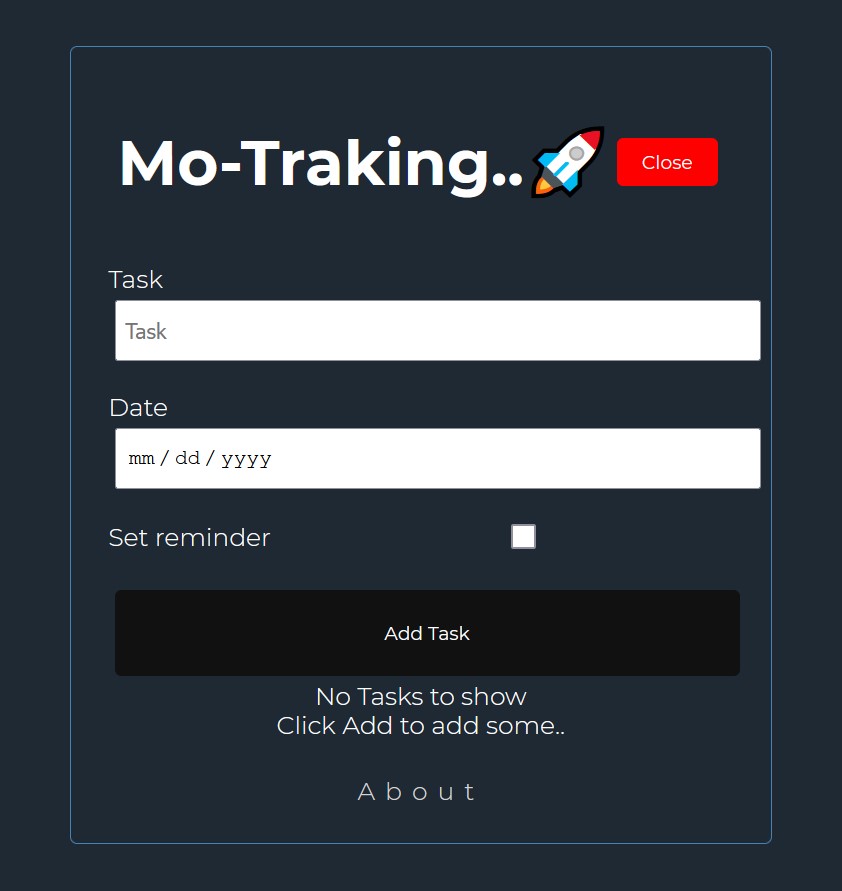 Mo-Traking..🚀 Close
Task
Task
Date
mm / dd / yyyy
Set reminder
Add Task
No Tasks to show
Click Add to add some..
About